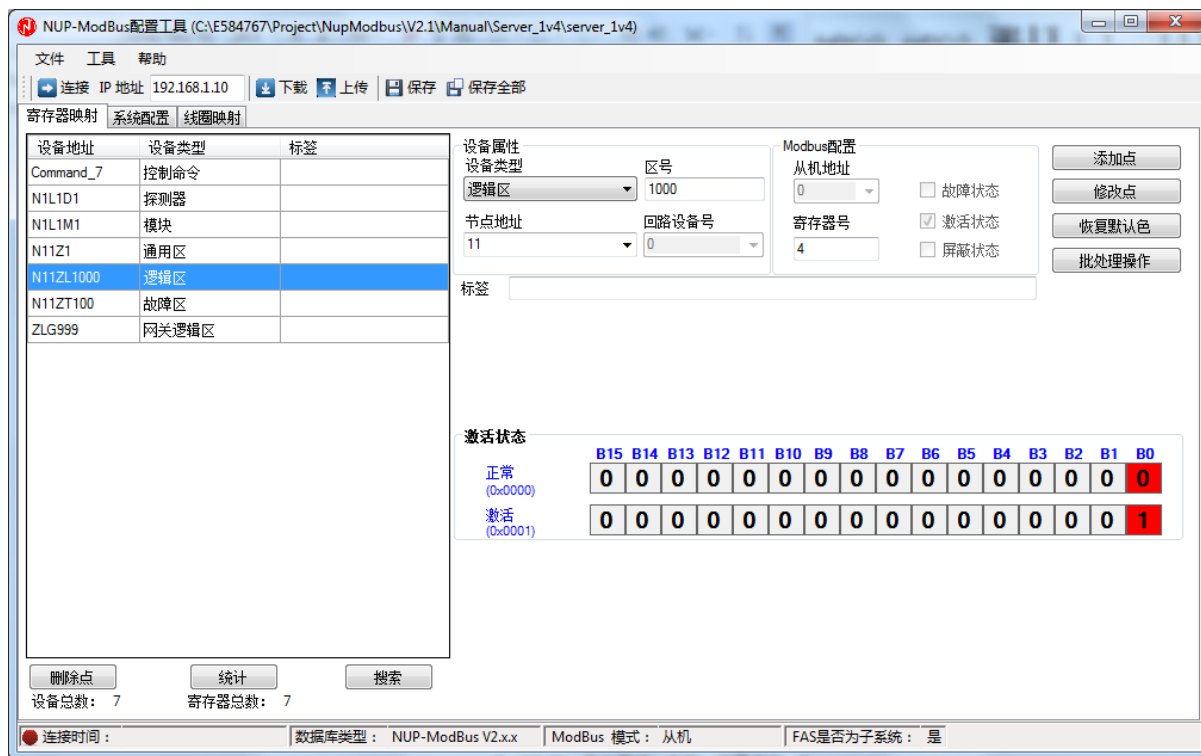 NUP-ModBus配置工具 (C:\E584767\Project\NupModbus\V2.1\Manual\Server_1v4\server_1v4)
文件 工具 帮助
连接 IP 地址 192.168.1.10 下载 上传 保存 保存全部
寄存器映射 系统配置 线圈映射
设备地址 设备类型 标签
Command_7 控制命令
N1L1D1 探测器
N1L1M1 模块
N11Z1 通用区
N11ZL1000 逻辑区
N11ZT100 故障区
ZLG999 网关逻辑区
删除点 统计 搜索
设备总数： 7 寄存器总数： 7
设备属性
设备类型 区号
逻辑区 1000
节点地址 回路设备号
11 0
Modbus配置
从机地址
0 故障状态
寄存器号 激活状态
4 屏蔽状态
添加点
修改点
恢复默认色
批处理操作
标签
激活状态
B15 B14 B13 B12 B11 B10 B9 B8 B7 B6 B5 B4 B3 B2 B1 B0
正常 (0x0000) 0 0 0 0 0 0 0 0 0 0 0 0 0 0 0 0
激活 (0x0001) 0 0 0 0 0 0 0 0 0 0 0 0 0 0 0 1
连接时间： 数据库类型： NUP-ModBus V2.x.x ModBus 模式： 从机 FAS是否为子系统： 是